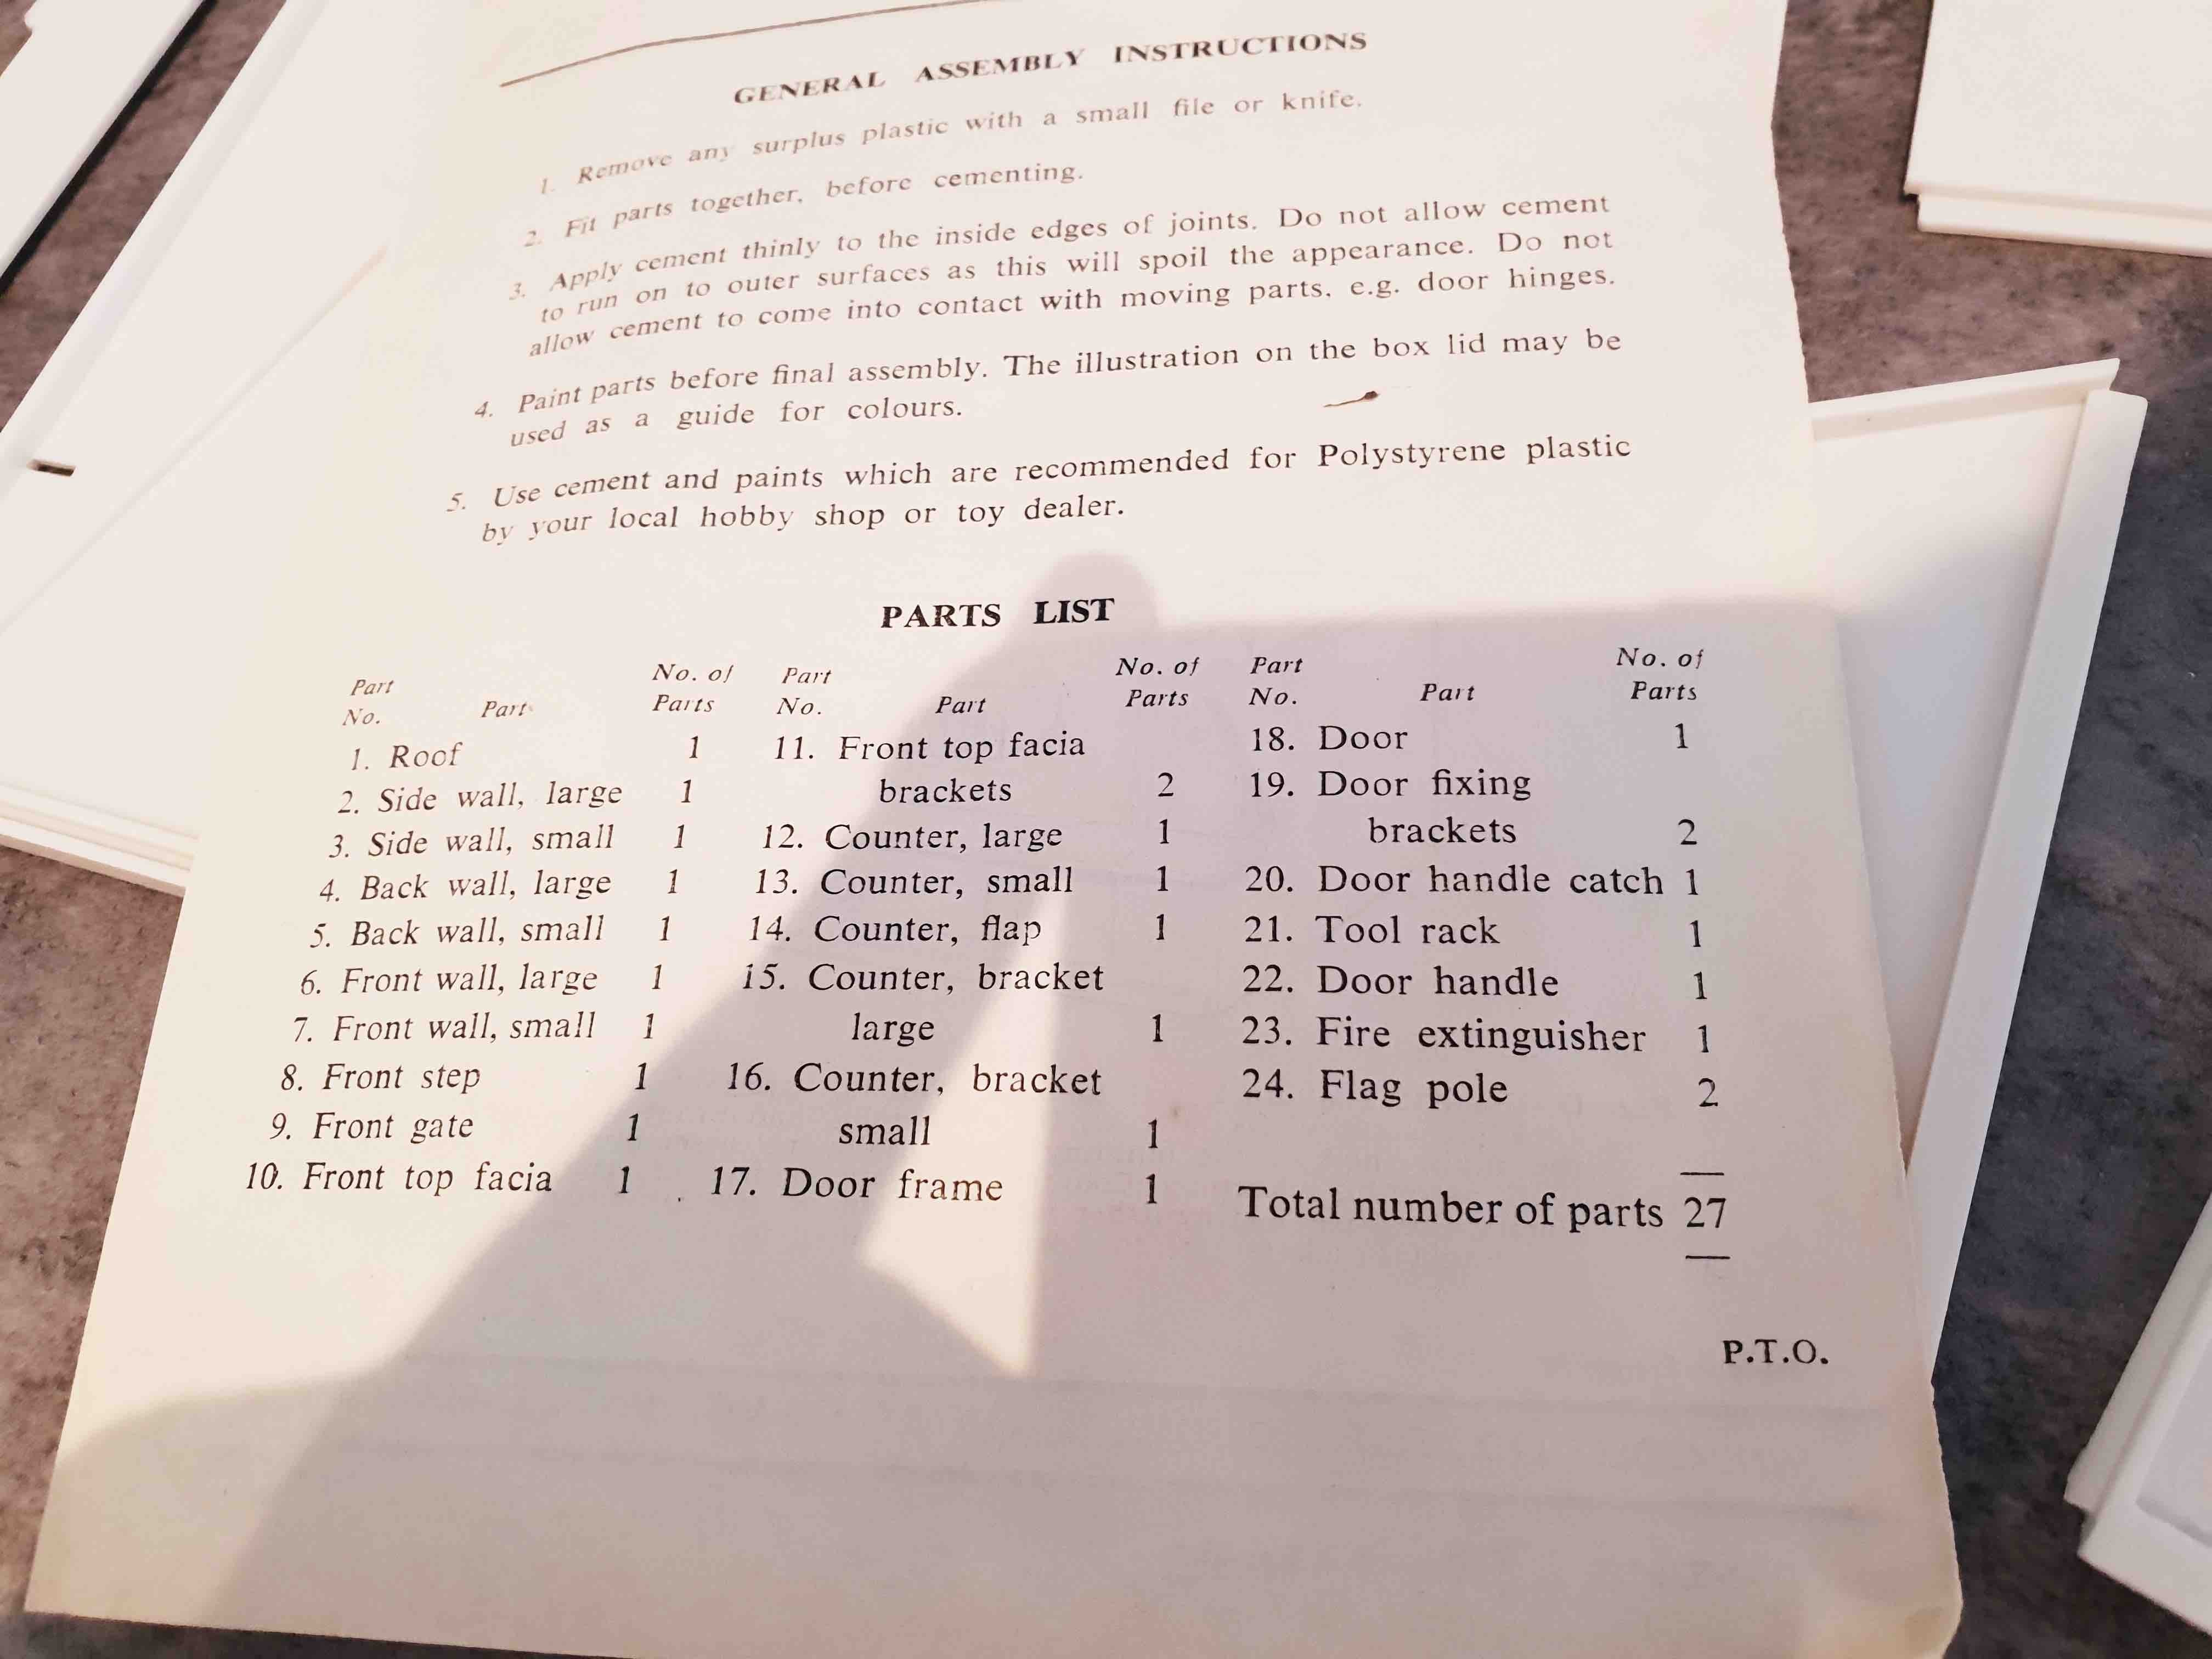 GENERAL ASSEMBLY INSTRUCTIONS
1. Remove any surplus plastic with a small file or knife.
2. Fit parts together, before cementing.
3. Apply cement thinly to the inside edges of joints. Do not allow cement
to run on to outer surfaces as this will spoil the appearance. Do not
allow cement to come into contact with moving parts, e.g. door hinges.
4. Paint parts before final assembly. The illustration on the box lid may be
used as a guide for colours.
5. Use cement and paints which are recommended for Polystyrene plastic
by your local hobby shop or toy dealer.
PARTS LIST
Part No. Part No. of Parts
1. Roof 1
2. Side wall, large 1
3. Side wall, small 1
4. Back wall, large 1
5. Back wall, small 1
6. Front wall, large 1
7. Front wall, small 1
8. Front step 1
9. Front gate 1
10. Front top facia 1
Part No. Part No. of Parts
11. Front top facia
brackets 2
12. Counter, large 1
13. Counter, small 1
14. Counter, flap 1
15. Counter, bracket
large 1
16. Counter, bracket
small 1
17. Door frame 1
Part No. Part No. of Parts
18. Door 1
19. Door fixing
brackets 2
20. Door handle catch 1
21. Tool rack 1
22. Door handle 1
23. Fire extinguisher 1
24. Flag pole 2
Total number of parts 27
P.T.O.